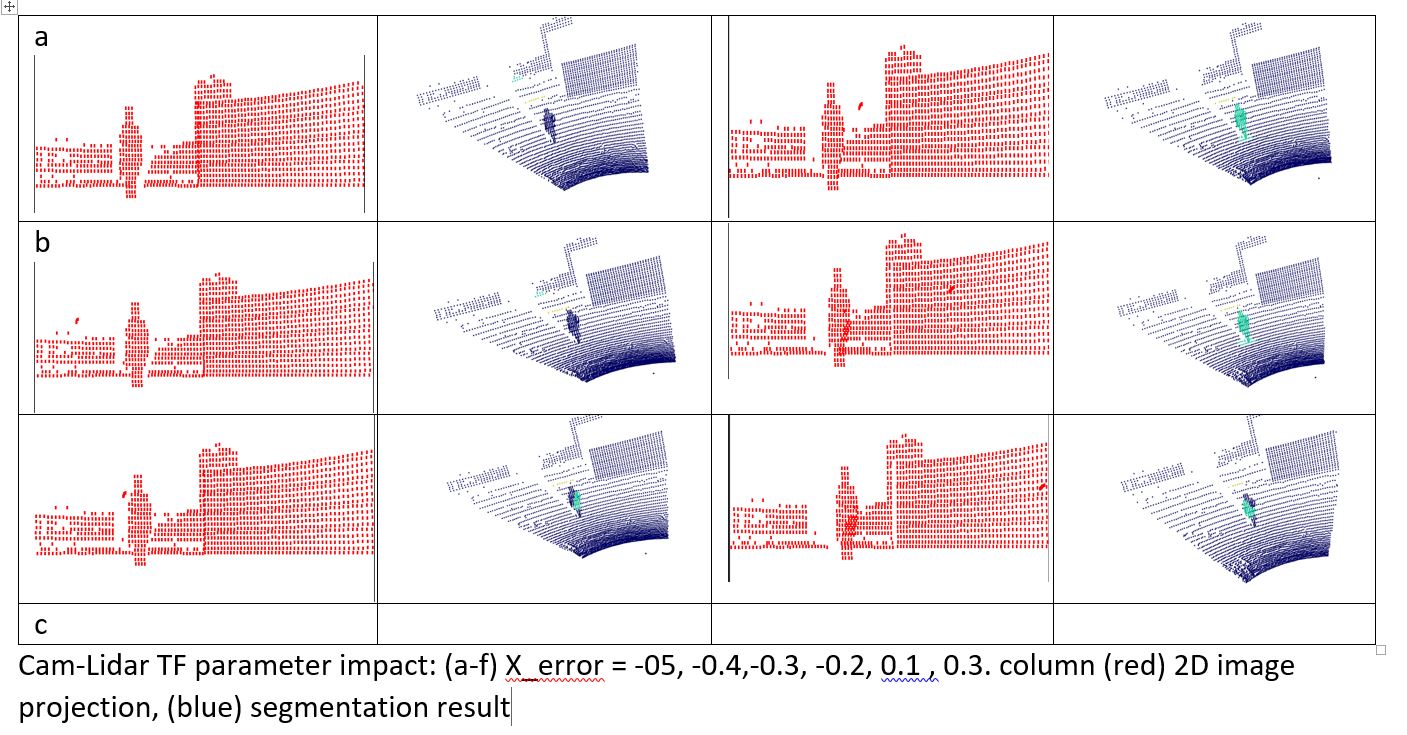 a
b
c
Cam-Lidar TF parameter impact: (a-f) X_error = -05, -0.4,-0.3, -0.2, 0.1 , 0.3. column (red) 2D image
projection, (blue) segmentation result